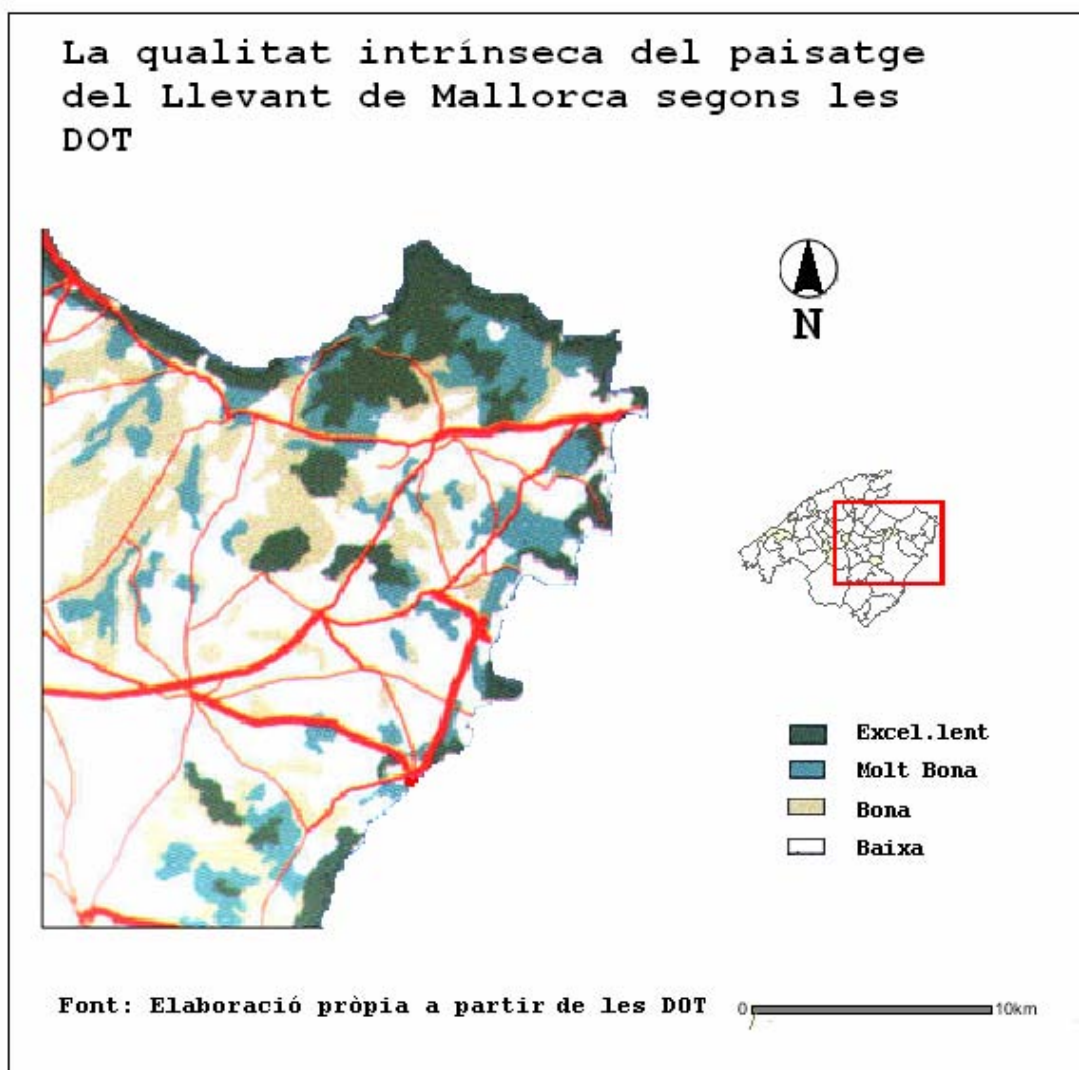 La qualitat intrínseca del paisatge
del Llevant de Mallorca segons les
DOT
N
Excel.lent
Molt Bona
Bona
Baixa
Font: Elaboració pròpia a partir de les DOT
0 10km